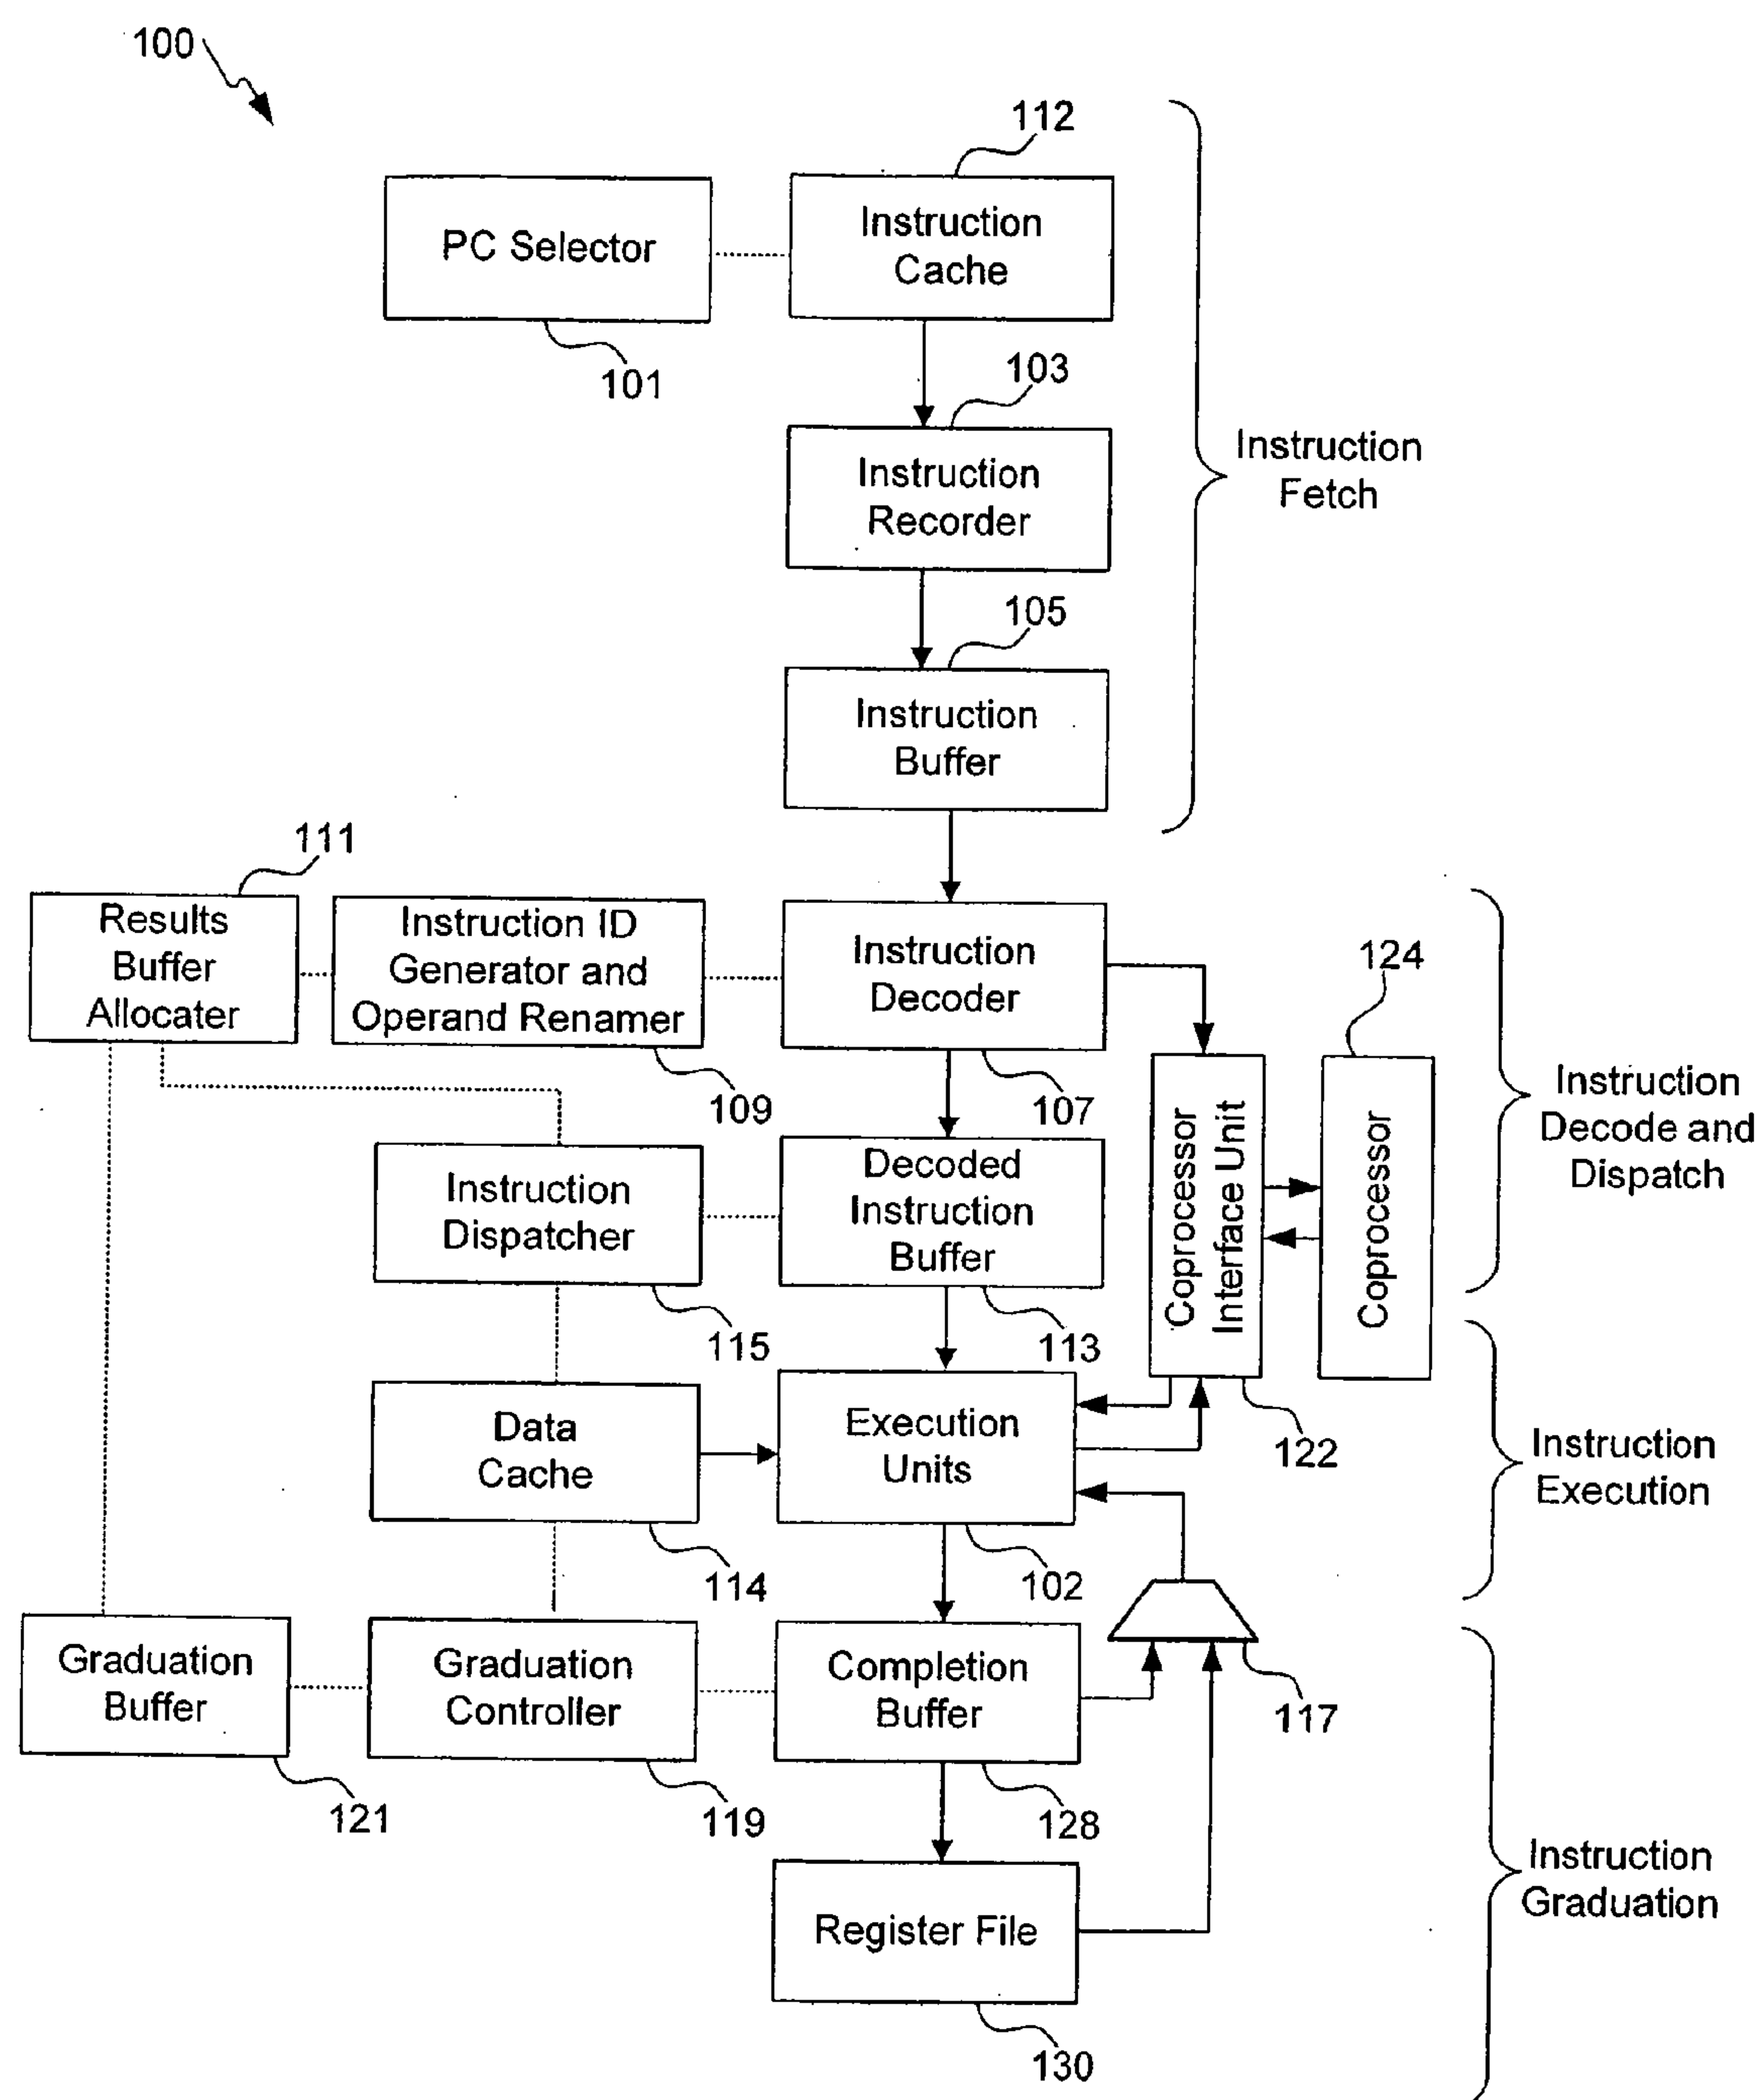 100
112
PC Selector
Instruction
Cache
101
103
Instruction
Recorder
Instruction
Fetch
105
Instruction
Buffer
111
Results
Buffer
Allocater
Instruction ID
Generator and
Operand Renamer
Instruction
Decoder
124
109
107
Instruction
Decode and
Dispatch
Instruction
Dispatcher
Decoded
Instruction
Buffer
Coprocessor
Interface Unit
Coprocessor
115
113
Data
Cache
Execution
Units
122
Instruction
Execution
114
102
Graduation
Buffer
Graduation
Controller
Completion
Buffer
117
121
119
128
Instruction
Graduation
Register File
130